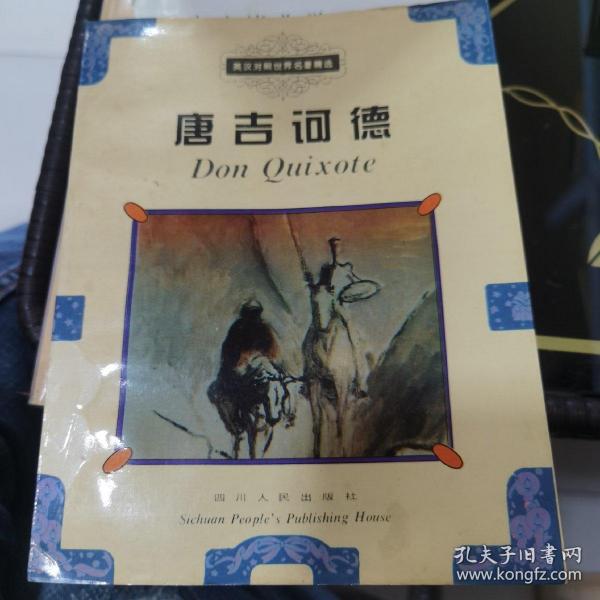 英汉对照世界名著精选
唐吉诃德
Don Quixote
四川人民出版社
Sichuan People's Publishing House
孔夫子旧书网
www.kongfz.com